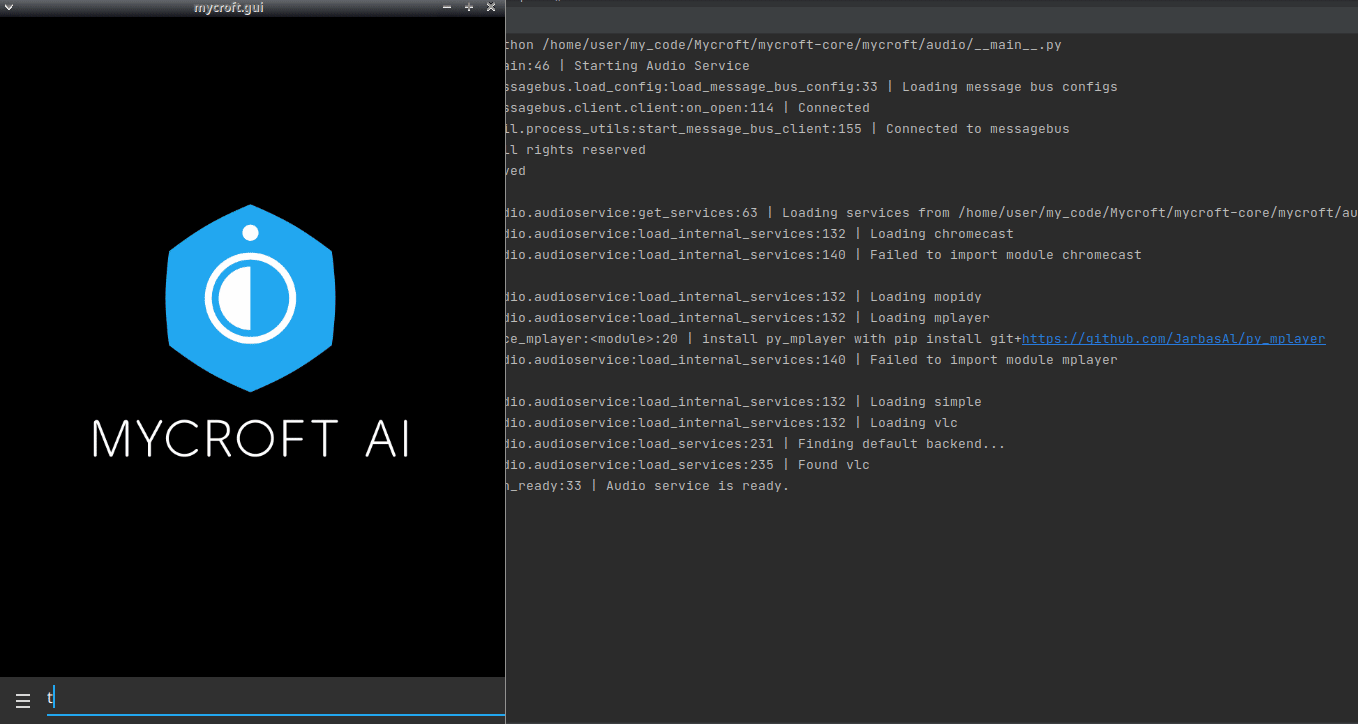 mycroft.gui
MYCROFT AI
t
thon /home/user/my_code/Mycroft/mycroft-core/mycroft/audio/__main__.py
ain:46 | Starting Audio Service
ssagebus.load_config:load_message_bus_config:33 | Loading message bus configs
ssagebus.client.client:on_open:114 | Connected
il.process_utils:start_message_bus_client:155 | Connected to messagebus
ll rights reserved
ved
dio.audioservice:get_services:63 | Loading services from /home/user/my_code/Mycroft/mycroft-core/mycroft/au
dio.audioservice:load_internal_services:132 | Loading chromecast
dio.audioservice:load_internal_services:140 | Failed to import module chromecast
dio.audioservice:load_internal_services:132 | Loading mopidy
dio.audioservice:load_internal_services:132 | Loading mplayer
ce_mplayer:<module>:20 | install py_mplayer with pip install git+https://github.com/JarbasAl/py_mplayer
dio.audioservice:load_internal_services:140 | Failed to import module mplayer
dio.audioservice:load_internal_services:132 | Loading simple
dio.audioservice:load_internal_services:132 | Loading vlc
dio.audioservice:load_services:231 | Finding default backend...
dio.audioservice:load_services:235 | Found vlc
n_ready:33 | Audio service is ready.